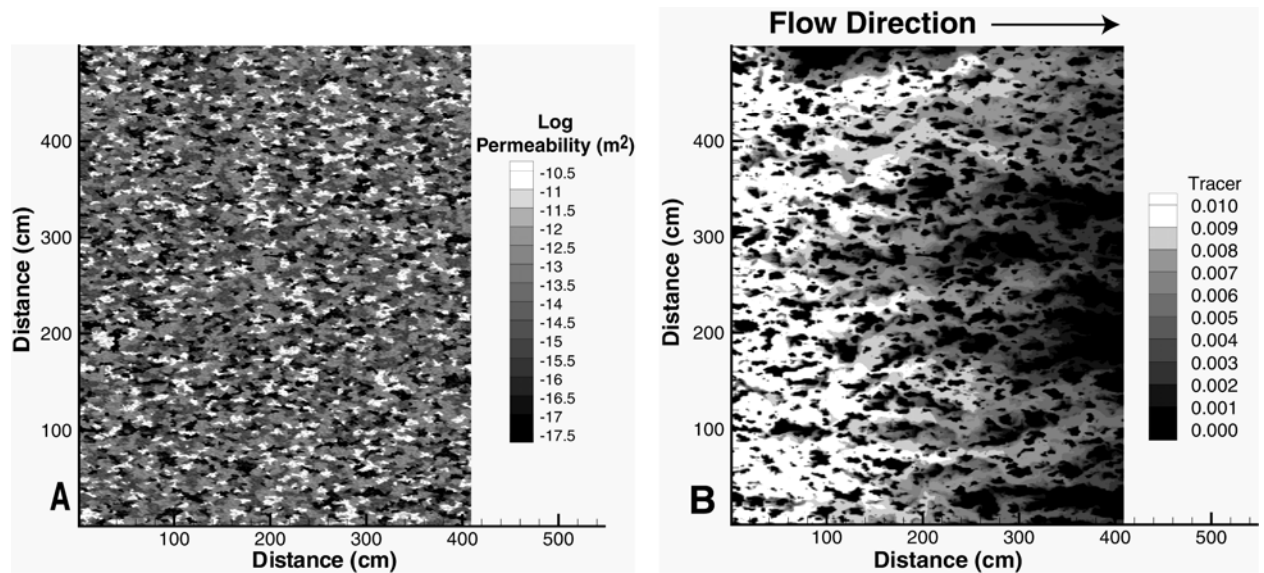 Log
Permeability (m²)
-10.5
-11
-11.5
-12
-12.5
-13
-13.5
-14
-14.5
-15
-15.5
-16
-16.5
-17
-17.5
400
300
200
100
Distance (cm)
A
100 200 300 400 500
Distance (cm)
Flow Direction
Tracer
0.010
0.009
0.008
0.007
0.006
0.005
0.004
0.003
0.002
0.001
0.000
400
300
200
100
Distance (cm)
B
100 200 300 400 500
Distance (cm)